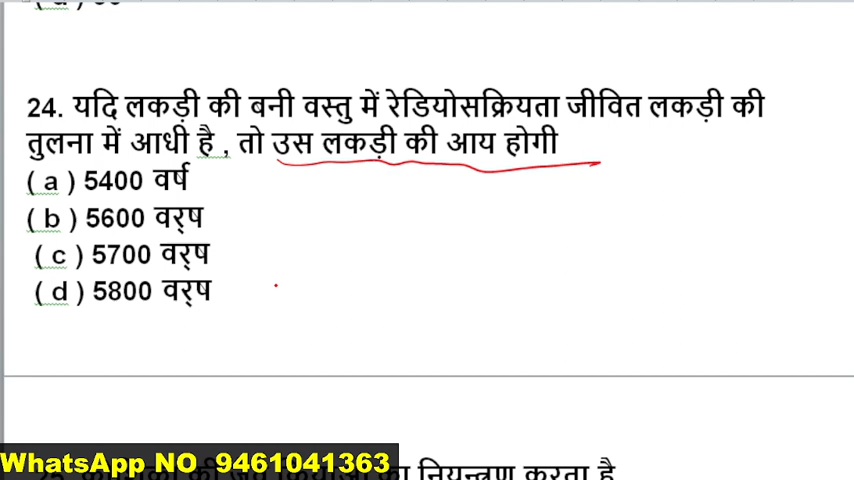 24. यदि लकड़ी की बनी वस्तु में रेडियोसक्रियता जीवित लकड़ी की
तुलना में आधी है , तो उस लकड़ी की आय होगी
( a ) 5400 वर्ष
( b ) 5600 वर्‌ष
( c ) 5700 वर्‌ष
( d ) 5800 वर्‌ष
WhatsApp NO 9461041363
का नियन्त्रण करता है